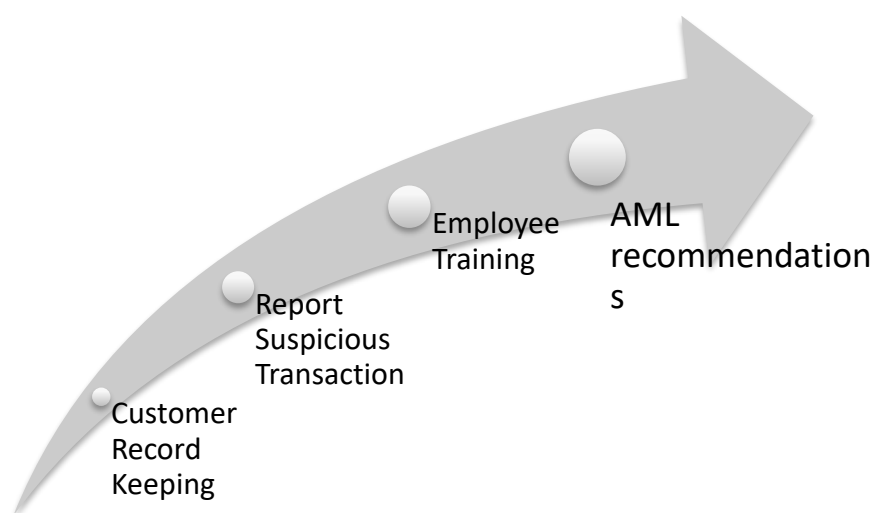 Customer
Record
Keeping
Report
Suspicious
Transaction
Employee
Training
AML
recommendation
s